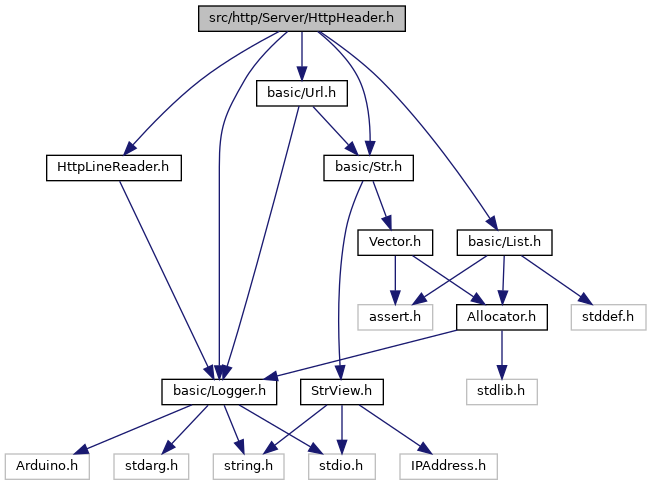 src/http/Server/HttpHeader.h
basic/Url.h
HttpLineReader.h
basic/Str.h
Vector.h
basic/List.h
assert.h
Allocator.h
stddef.h
basic/Logger.h
StrView.h
stdlib.h
Arduino.h
stdarg.h
string.h
stdio.h
IPAddress.h